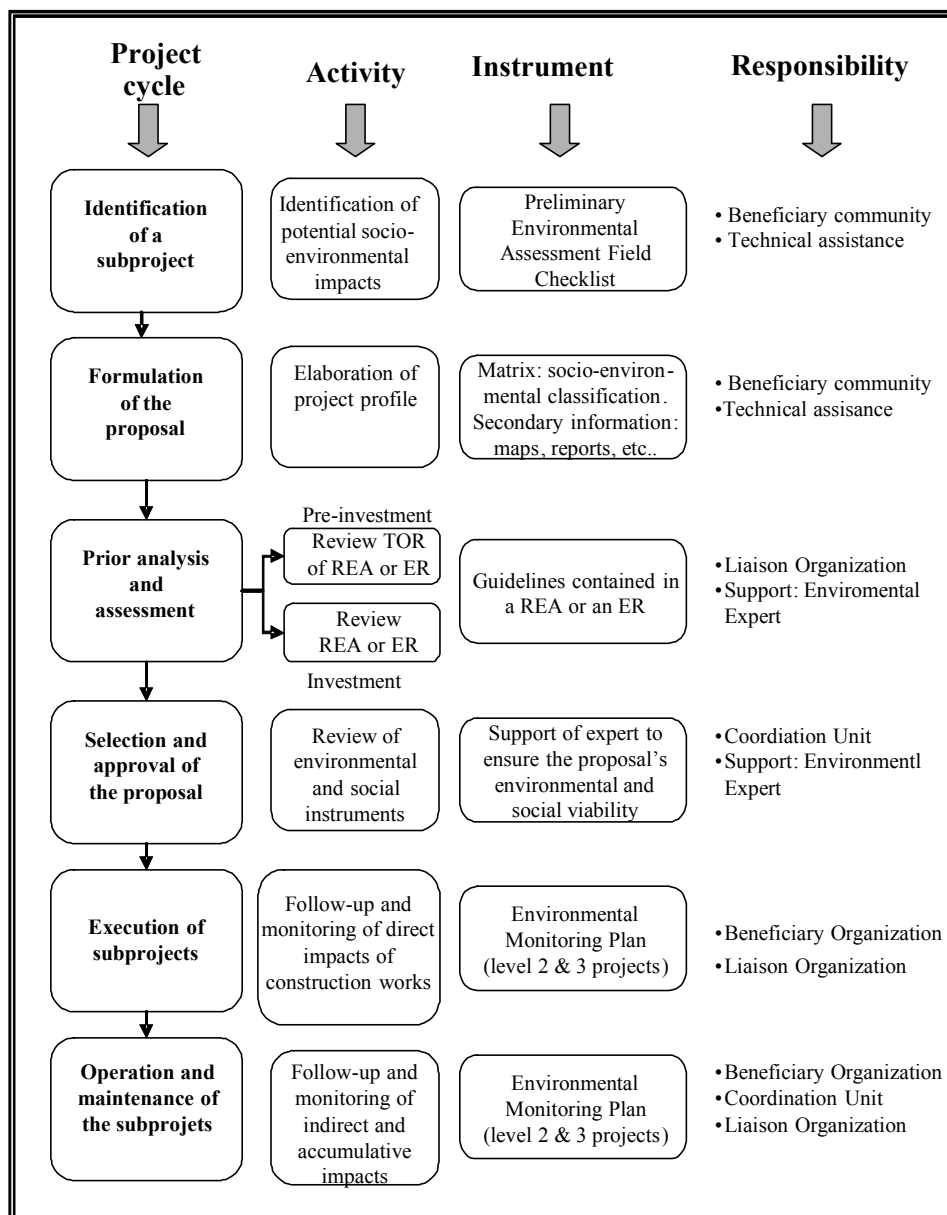 Project
cycle
Activity
Instrument
Responsibility
Identification
of a
subproject
Identification of
potential socio-
environmental
impacts
Preliminary
Environmental
Assessment Field
Checklist
• Beneficiary community
• Technical assistance
Formulation
of the
proposal
Elaboration of
project profile
Matrix: socio-environ-
mental classification.
Secondary information:
maps, reports, etc..
• Beneficiary community
•Technical assisance
Prior analysis
and
assessment
Pre-investment
Review TOR
of REA or ER
Review
REA or ER
Investment
Guidelines contained in
a REA or an ER
•Liaison Organization
•Support: Enviromental
Expert
Selection and
approval of
the proposal
Review of
environmental
and social
instruments
Support of expert to
ensure the proposal’s
environmental and
social viability
•Coordiation Unit
•Support: Environmentl
Expert
Execution of
subprojects
Follow-up and
monitoring of direct
impacts of
construction works
Environmental
Monitoring Plan
(level 2 & 3 projects)
•Beneficiary Organization
•Liaison Organization
Operation and
maintenance of
the subprojets
Follow-up and
monitoring of
indirect and
accumulative
impacts
Environmental
Monitoring Plan
(level 2 & 3 projects)
•Beneficiary Organization
•Coordination Unit
•Liaison Organization